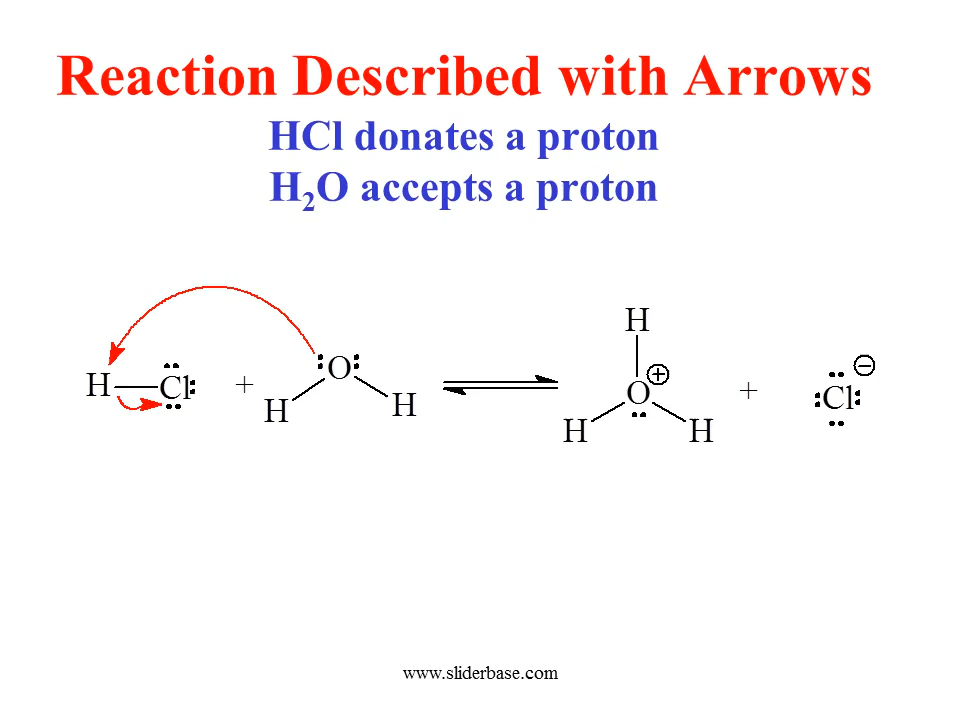 Reaction Described with Arrows
HCl donates a proton
H₂O accepts a proton
H
H Cl + O H H O ⊕ H H + Cl ⊖
www.sliderbase.com